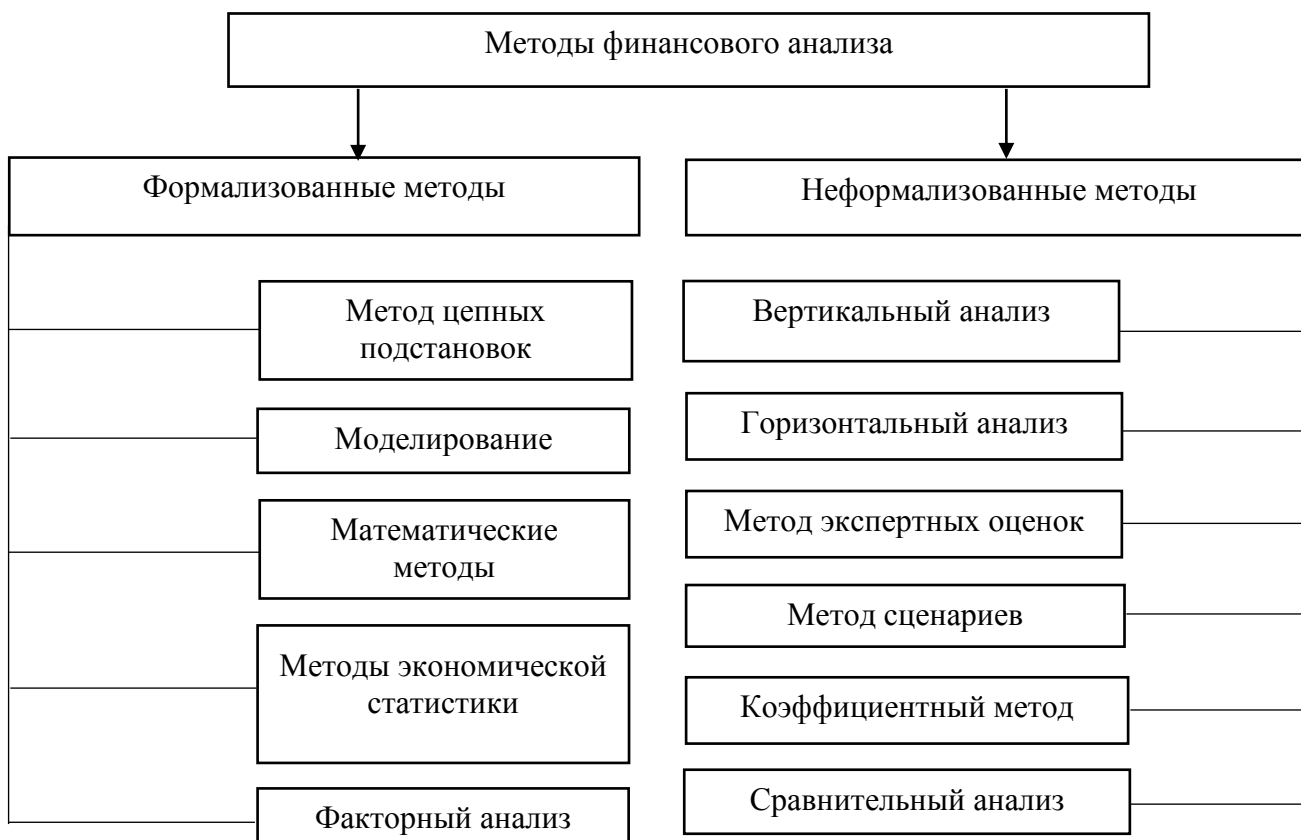 Методы финансового анализа
Формализованные методы
Неформализованные методы
Метод цепных
подстановок
Моделирование
Математические
методы
Методы экономической
статистики
Факторный анализ
Вертикальный анализ
Горизонтальный анализ
Метод экспертных оценок
Метод сценариев
Коэффициентный метод
Сравнительный анализ